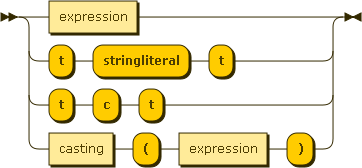 expression
t stringliteral t
t c t
casting ( expression )